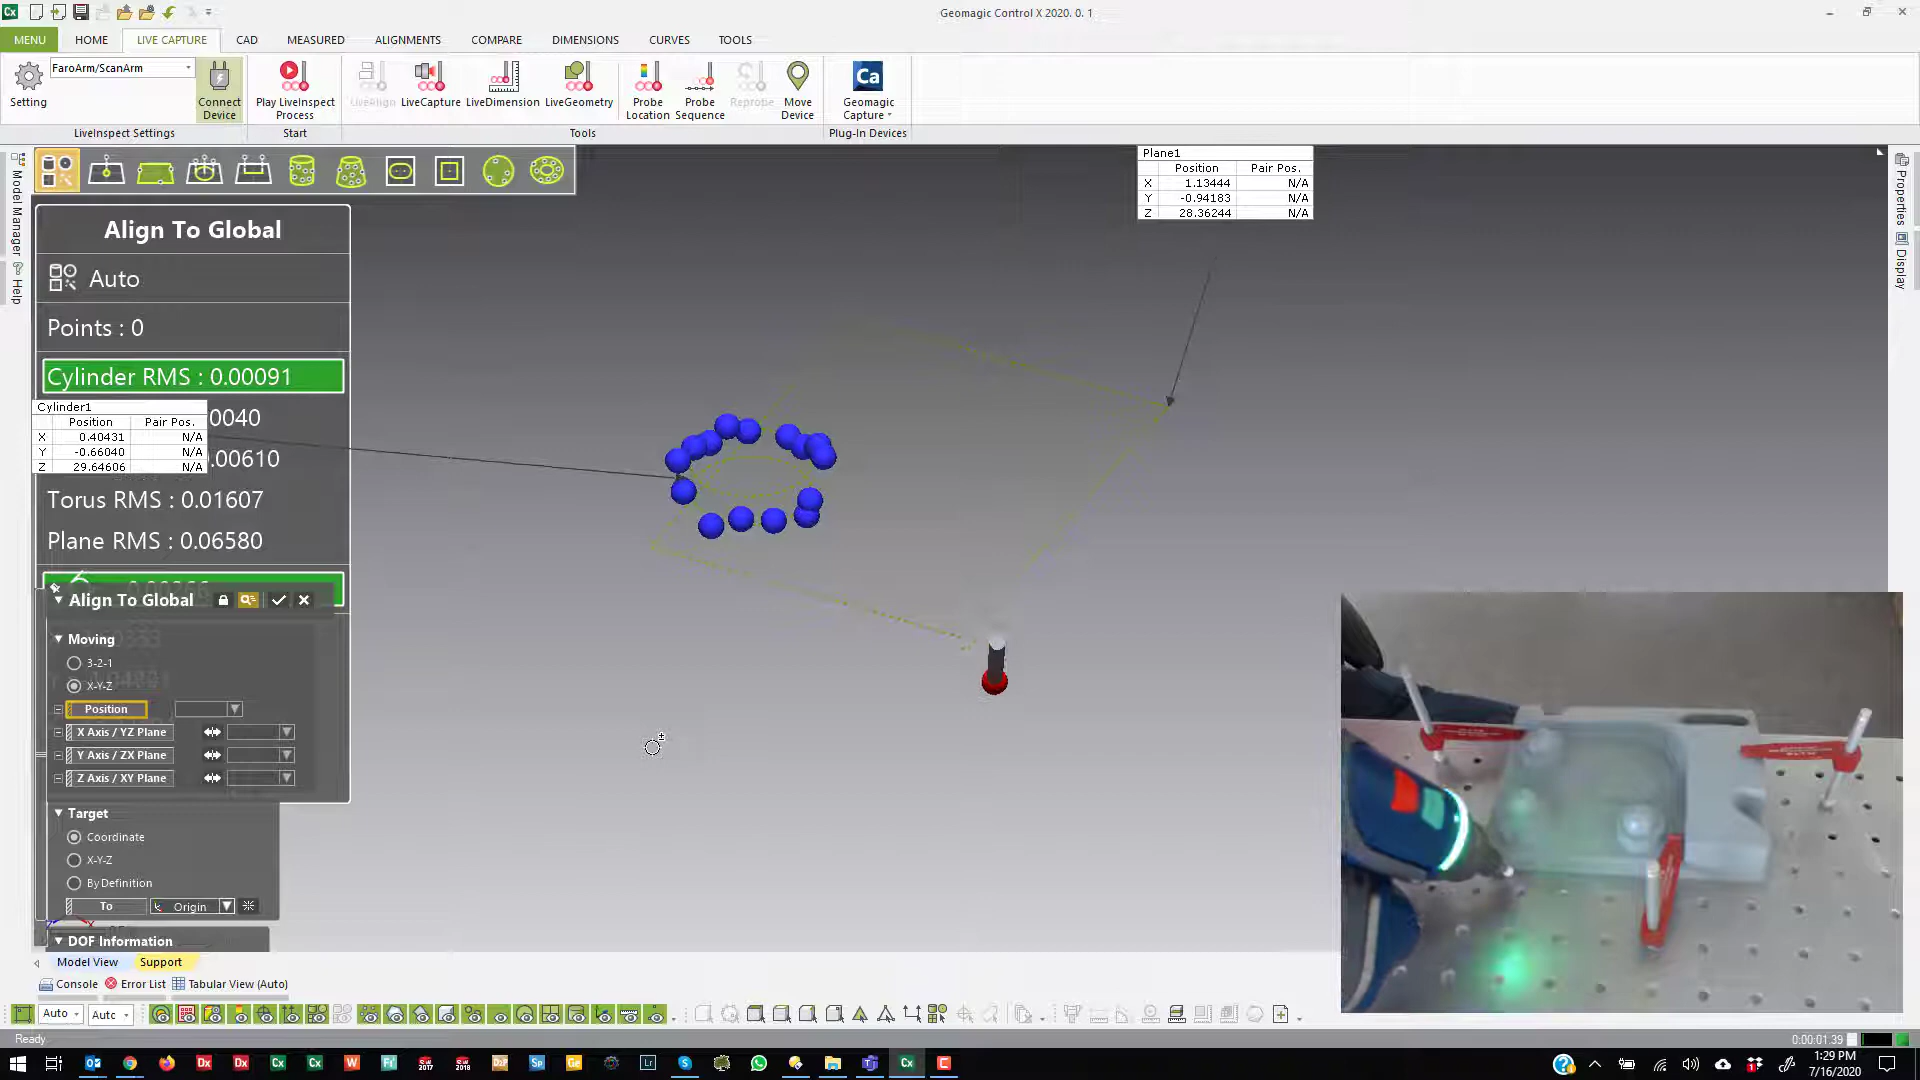 Geomagic Control X 2020. 0. 1
MENU HOME LIVE CAPTURE CAD MEASURED ALIGNMENTS COMPARE DIMENSIONS CURVES TOOLS
FaroArm/ScanArm
Setting
Connect
Device
Play LiveInspect
Process
LiveAlign
LiveCapture
LiveDimension
LiveGeometry
Probe
Location
Probe
Sequence
Move
Device
Geomagic
Capture
LiveInspect Settings
Start
Tools
Plug-In Devices
Model Manager
Help
Properties
Display
Plane1
Position Pair Pos.
X 1.13444 N/A
Y -0.94183 N/A
Z 28.36244 N/A
Align To Global
Auto
Points : 0
Cylinder RMS : 0.00091
0040
.00610
Torus RMS : 0.01607
Plane RMS : 0.06580
Cylinder1
Position Pair Pos.
X 0.40431 N/A
Y -0.66040 N/A
Z 29.64606 N/A
Align To Global
Moving
3-2-1
X-Y-Z
Position
X Axis / YZ Plane
Y Axis / ZX Plane
Z Axis / XY Plane
Target
Coordinate
X-Y-Z
By Definition
To Origin
DOF Information
Model View Support
Console Error List Tabular View (Auto)
Auto
Ready
0:00:01.39
1:29 PM
7/16/2020